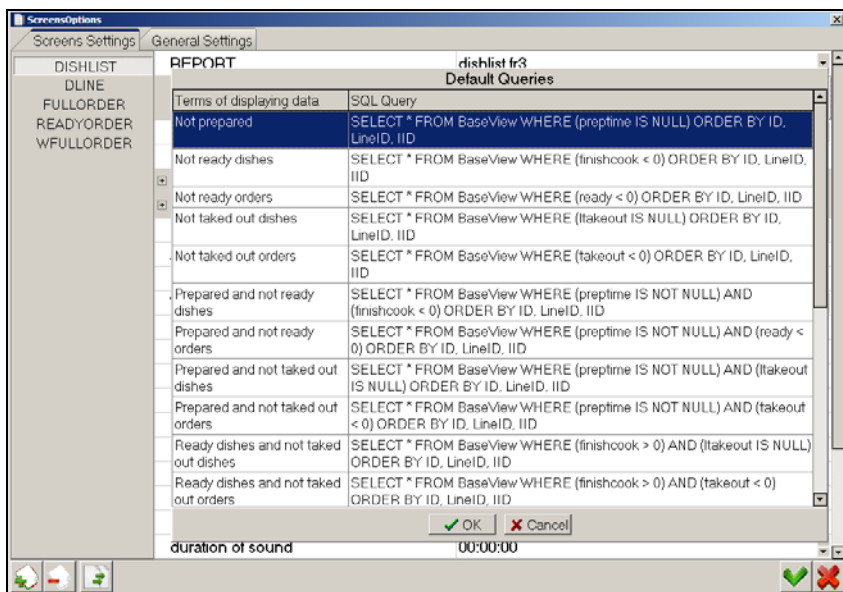 ScreensOptions
Screens Settings General Settings
DISHLIST
DLINE
FULLORDER
READYORDER
WFULLORDER
REPORT dishlist.fr3
Default Queries
Terms of displaying data SQL Query
Not prepared SELECT * FROM BaseView WHERE (preptime IS NULL) ORDER BY ID,
LineID, IID
Not ready dishes SELECT * FROM BaseView WHERE (finishcook < 0) ORDER BY ID, LineID,
IID
Not ready orders SELECT * FROM BaseView WHERE (ready < 0) ORDER BY ID, LineID, IID
Not taked out dishes SELECT * FROM BaseView WHERE (ltakeout IS NULL) ORDER BY ID,
LineID, IID
Not taked out orders SELECT * FROM BaseView WHERE (takeout < 0) ORDER BY ID, LineID,
IID
Prepared and not ready SELECT * FROM BaseView WHERE (preptime IS NOT NULL) AND
dishes (finishcook < 0) ORDER BY ID, LineID, IID
Prepared and not ready SELECT * FROM BaseView WHERE (preptime IS NOT NULL) AND (ready <
orders 0) ORDER BY ID, LineID, IID
Prepared and not taked out SELECT * FROM BaseView WHERE (preptime IS NOT NULL) AND (ltakeout
dishes IS NULL) ORDER BY ID, LineID, IID
Prepared and not taked out SELECT * FROM BaseView WHERE (preptime IS NOT NULL) AND (takeout
orders < 0) ORDER BY ID, LineID, IID
Ready dishes and not taked SELECT * FROM BaseView WHERE (finishcook > 0) AND (ltakeout IS NULL)
out dishes ORDER BY ID, LineID, IID
Ready dishes and not taked SELECT * FROM BaseView WHERE (finishcook > 0) AND (takeout < 0)
out orders ORDER BY ID, LineID, IID
OK Cancel
duration of sound 00:00:00